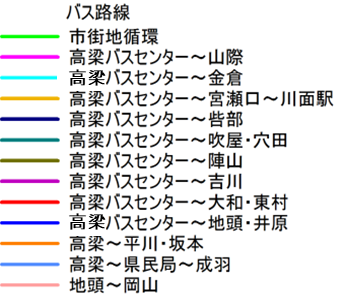 バス路線
市街地循環
高梁バスセンター～山際
高梁バスセンター～金倉
高梁バスセンター～宮瀬口～川面駅
高梁バスセンター～呰部
高梁バスセンター～吹屋・穴田
高梁バスセンター～陣山
高梁バスセンター～吉川
高梁バスセンター～大和・東村
高梁バスセンター～地頭・井原
高梁～平川・坂本
高梁～県民局～成羽
地頭～岡山